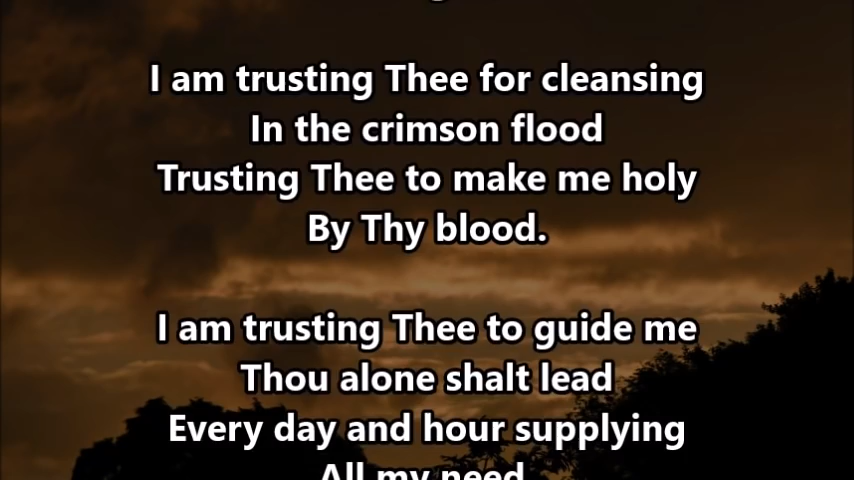 I am trusting Thee for cleansing
In the crimson flood
Trusting Thee to make me holy
By Thy blood.
I am trusting Thee to guide me
Thou alone shalt lead
Every day and hour supplying
All my need